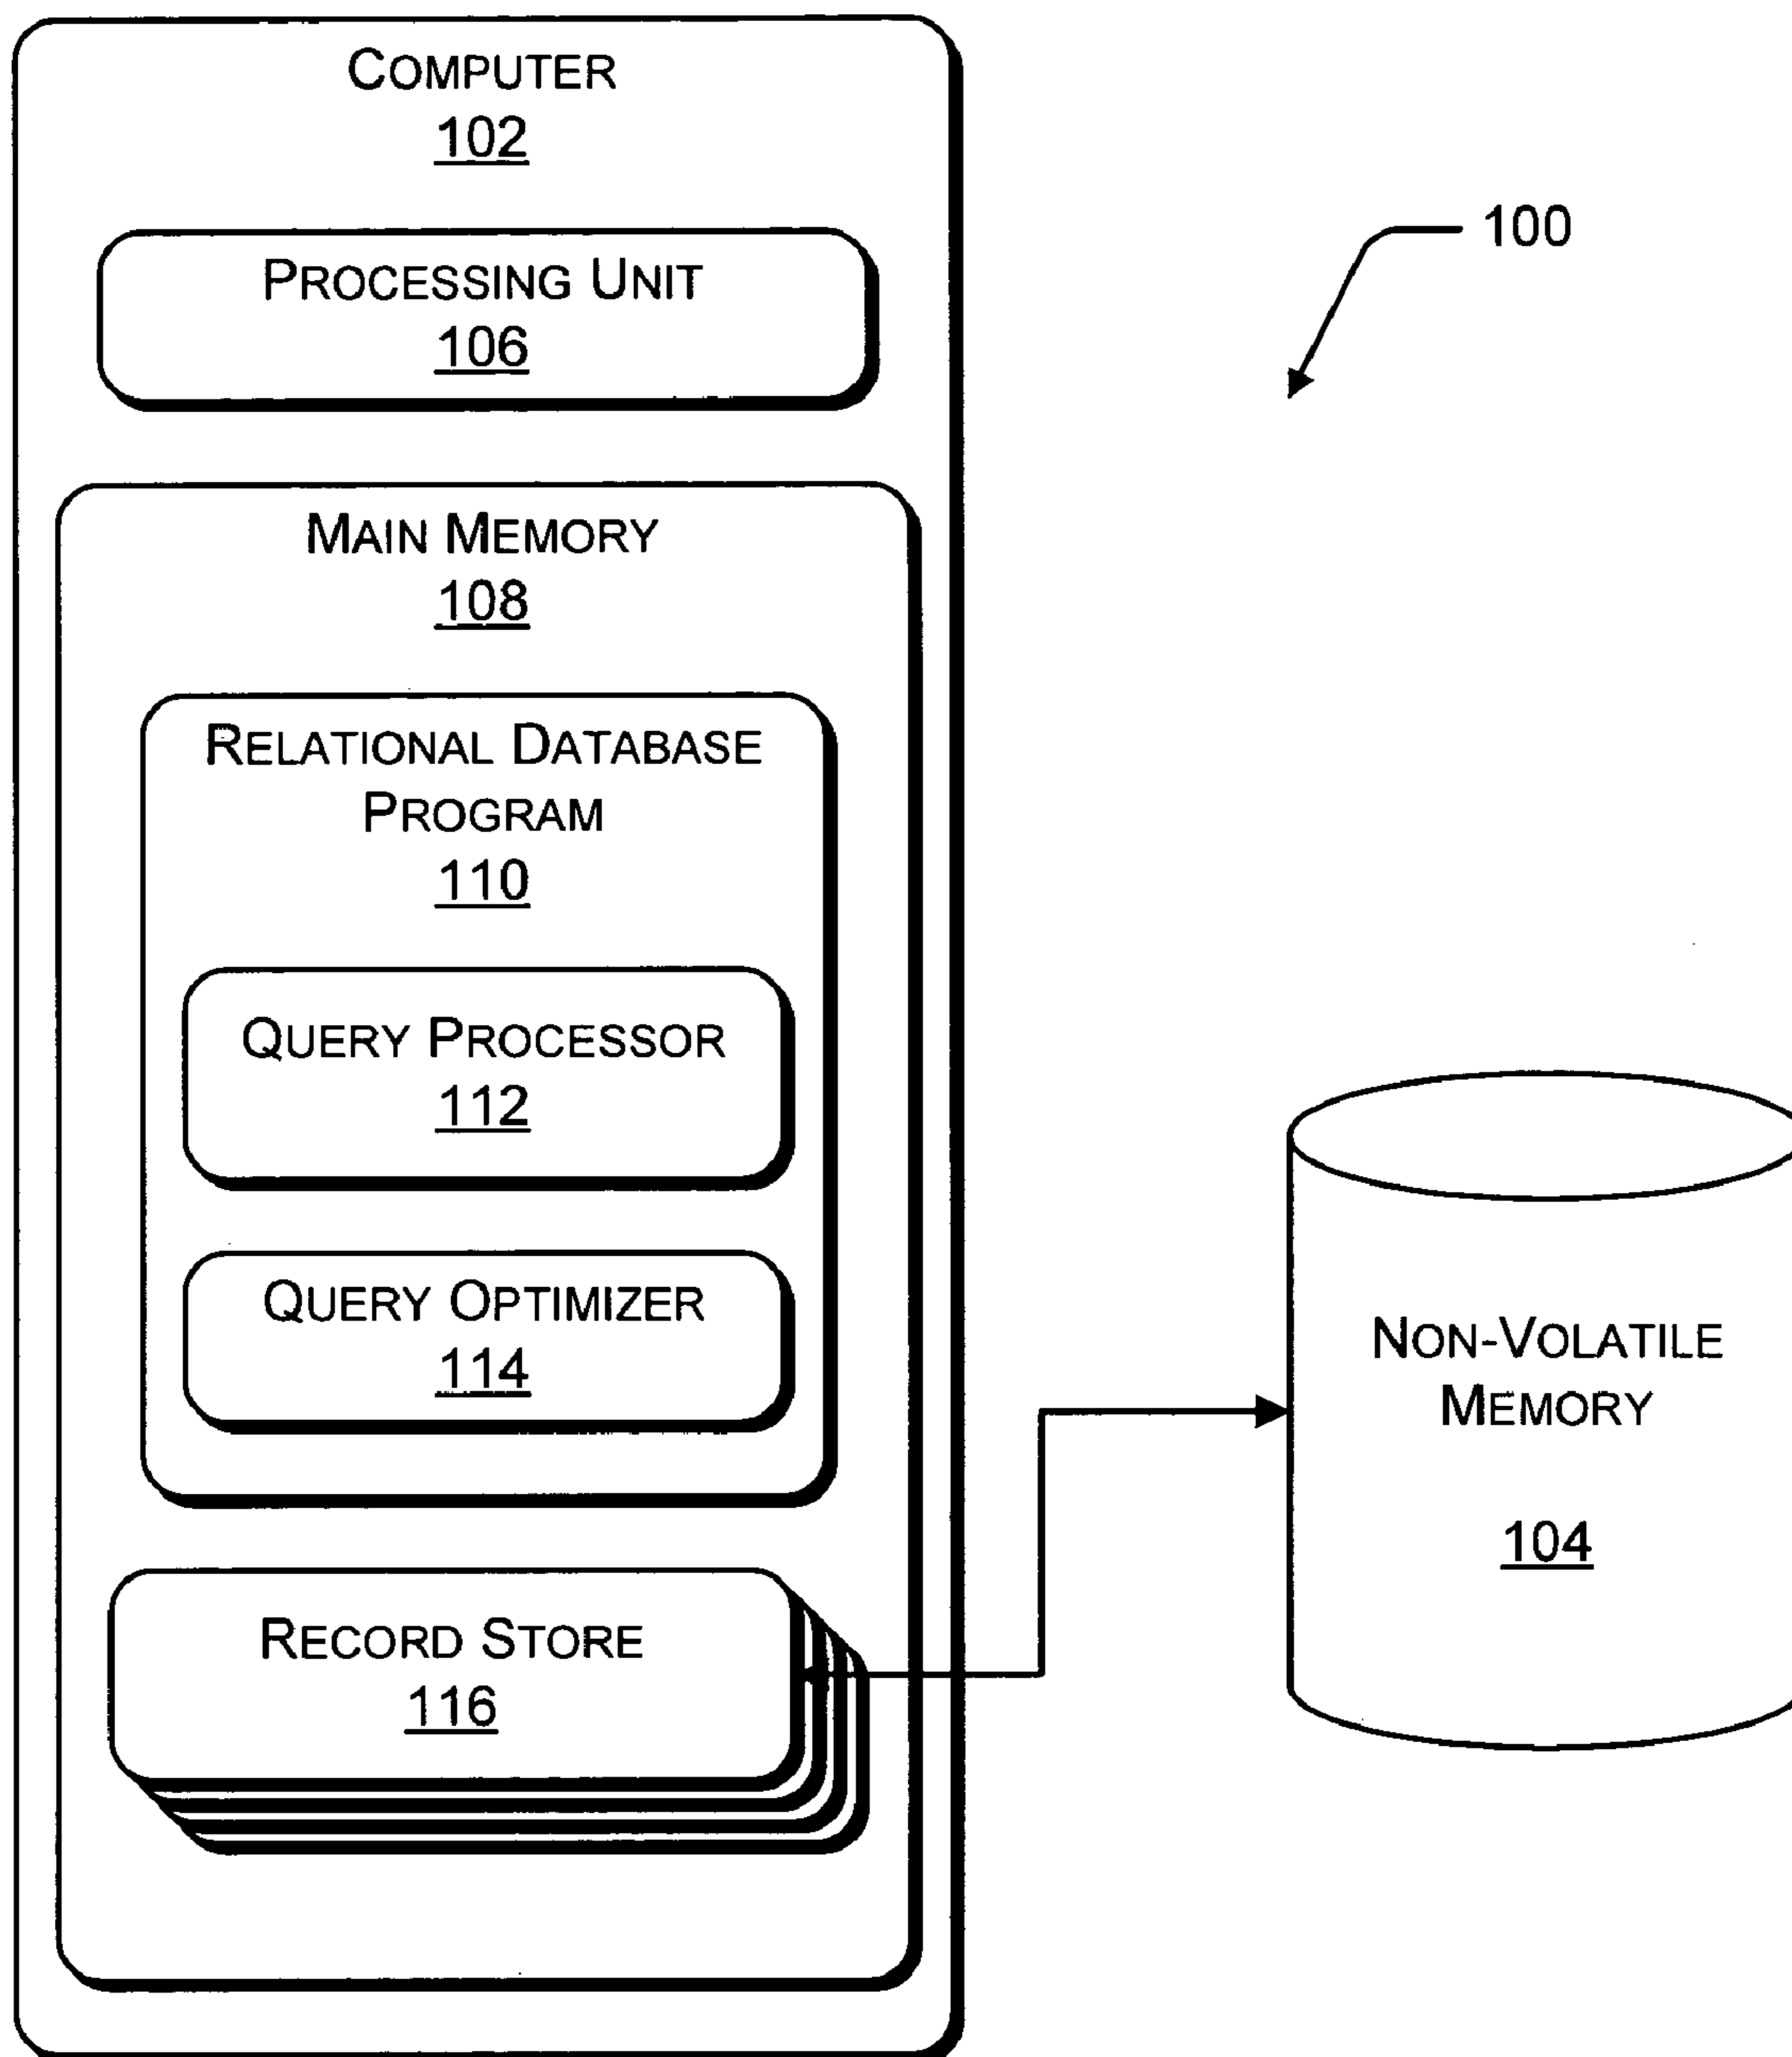 COMPUTER
102
100
PROCESSING UNIT
106
MAIN MEMORY
108
RELATIONAL DATABASE
PROGRAM
110
QUERY PROCESSOR
112
QUERY OPTIMIZER
114
NON-VOLATILE
MEMORY
104
RECORD STORE
116